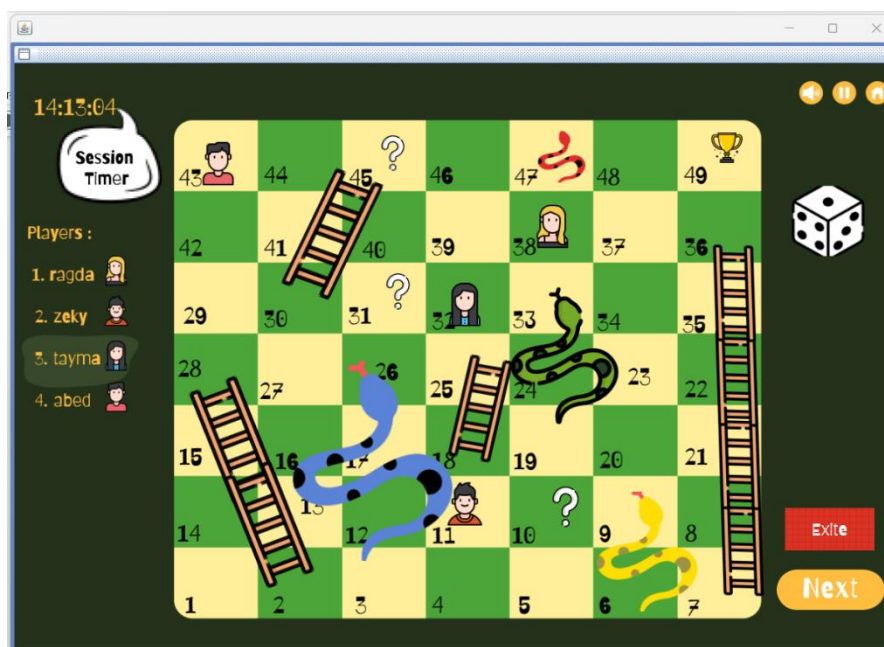 14:13:04
Session
Timer
Players :
1. ragda
2. zeky
3. tayma
4. abed
43 44 45 ? 46 47 48 49
42 41 40 39 38 37 36
29 30 31 ? 32 33 34 35
28 27 26 25 24 23 22
15 16 17 18 19 20 21
14 13 12 11 10 ? 9 8
1 2 3 4 5 6 7
Exite
Next